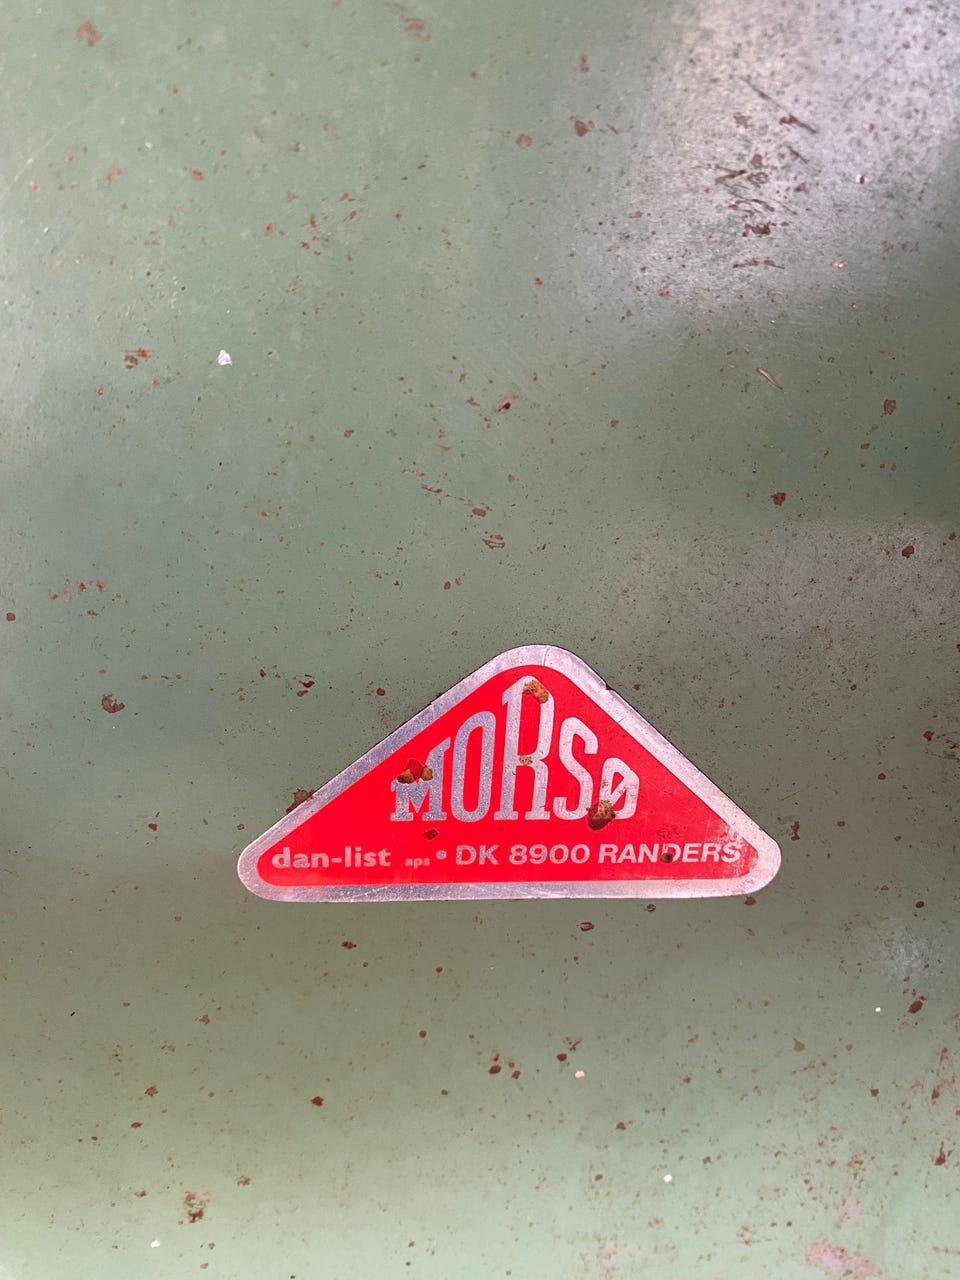 MORSØ
dan-list aps • DK 8900 RANDERS